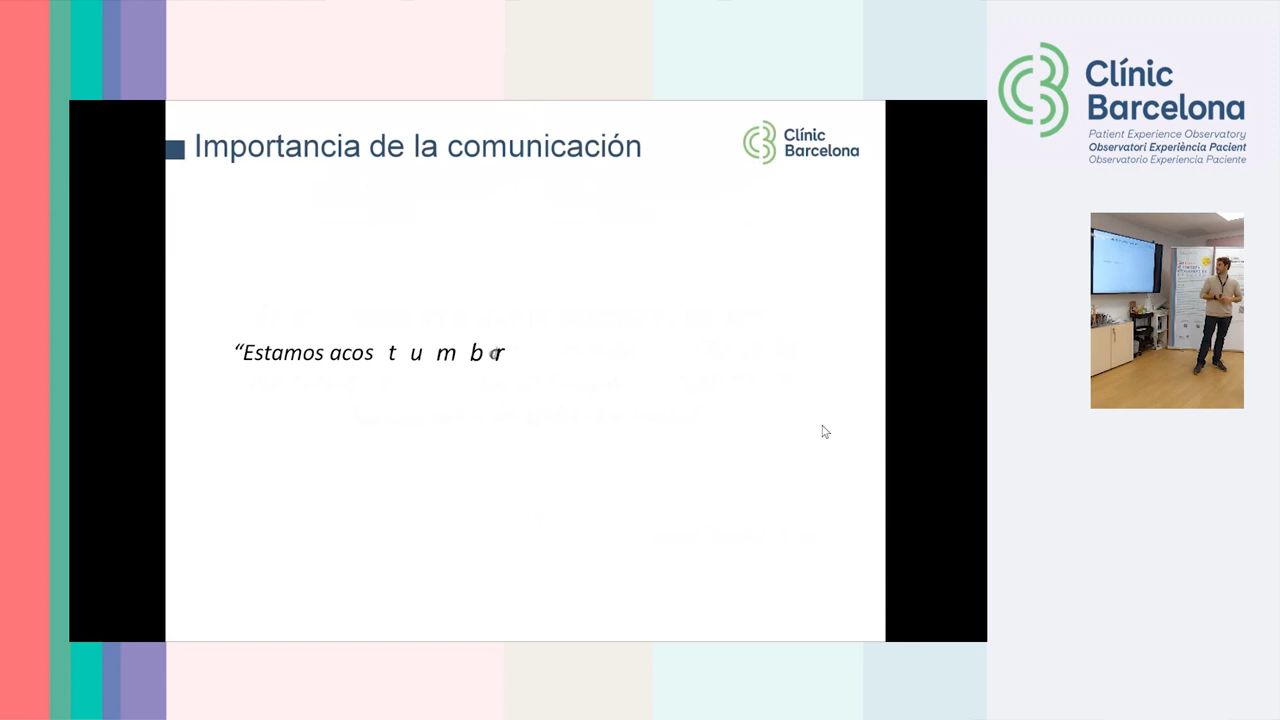 Importancia de la comunicación
Clínic
Barcelona
“Estamos acos t u m b r
Clínic
Barcelona
Patient Experience Observatory
Observatori Experiència Pacient
Observatorio Experiencia Paciente